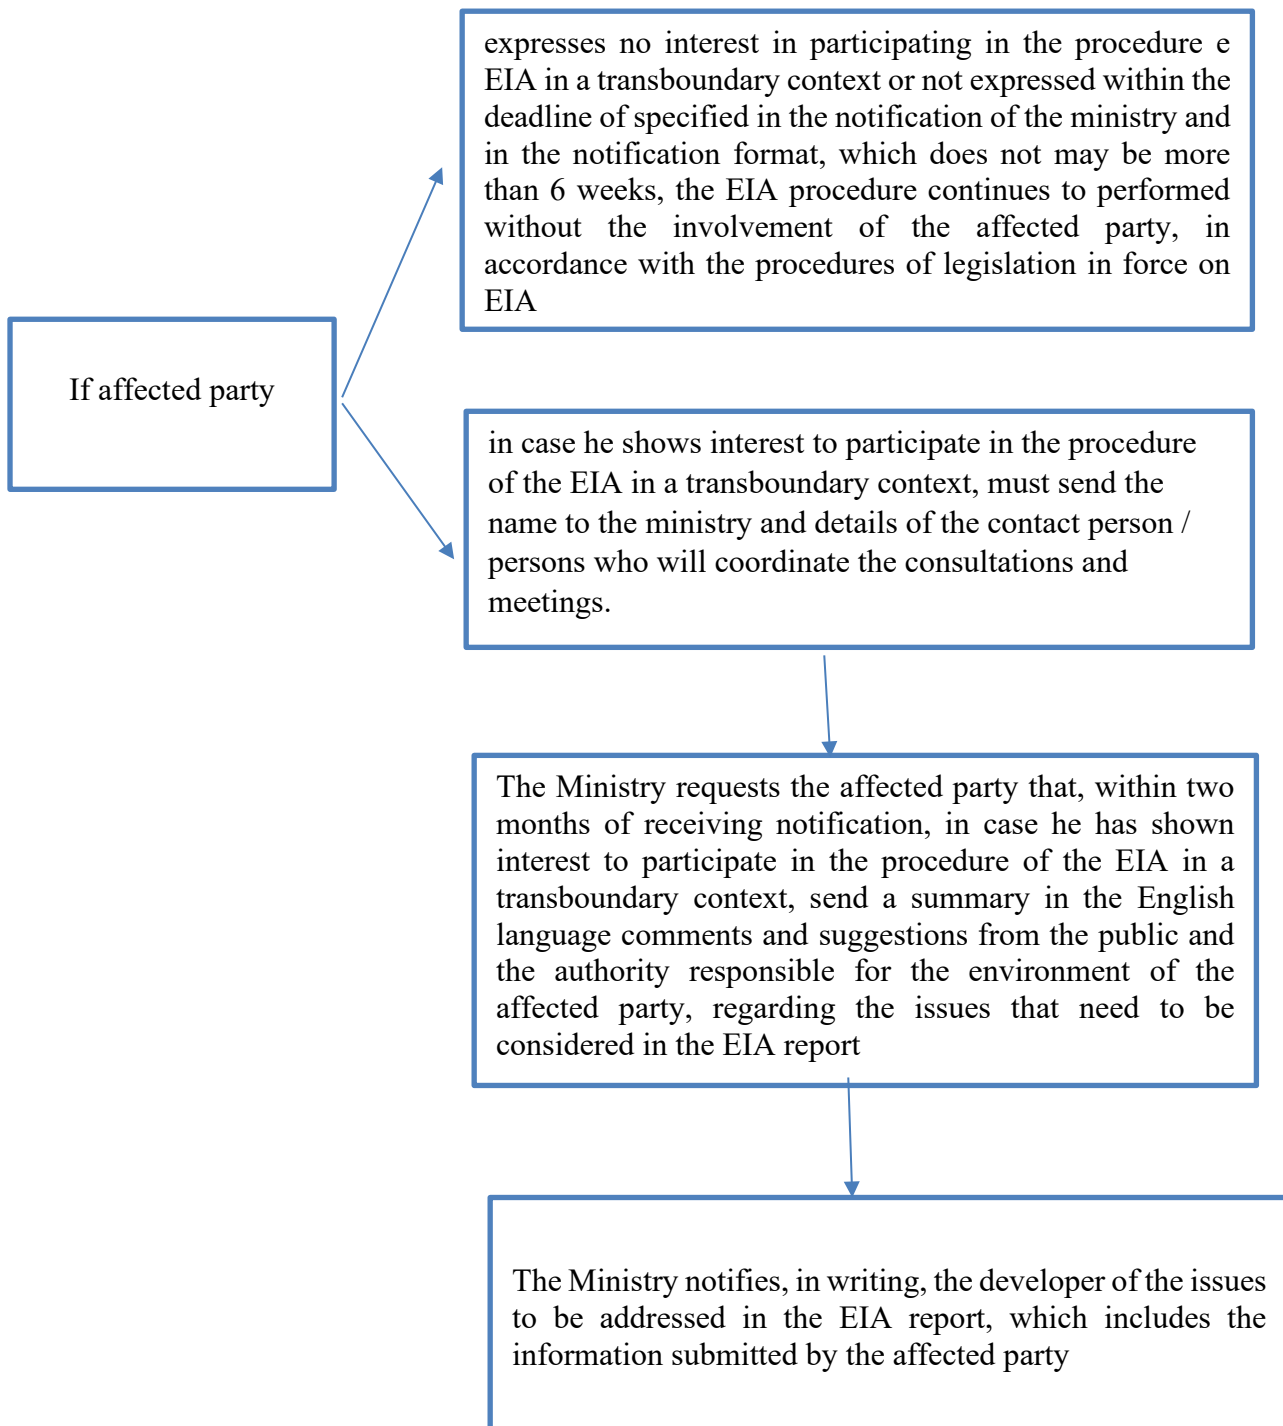 expresses no interest in participating in the procedure e
EIA in a transboundary context or not expressed within the
deadline of specified in the notification of the ministry and
in the notification format, which does not may be more
than 6 weeks, the EIA procedure continues to performed
without the involvement of the affected party, in
accordance with the procedures of legislation in force on
EIA
If affected party
in case he shows interest to participate in the procedure
of the EIA in a transboundary context, must send the
name to the ministry and details of the contact person /
persons who will coordinate the consultations and
meetings.
The Ministry requests the affected party that, within two
months of receiving notification, in case he has shown
interest to participate in the procedure of the EIA in a
transboundary context, send a summary in the English
language comments and suggestions from the public and
the authority responsible for the environment of the
affected party, regarding the issues that need to be
considered in the EIA report
The Ministry notifies, in writing, the developer of the issues
to be addressed in the EIA report, which includes the
information submitted by the affected party